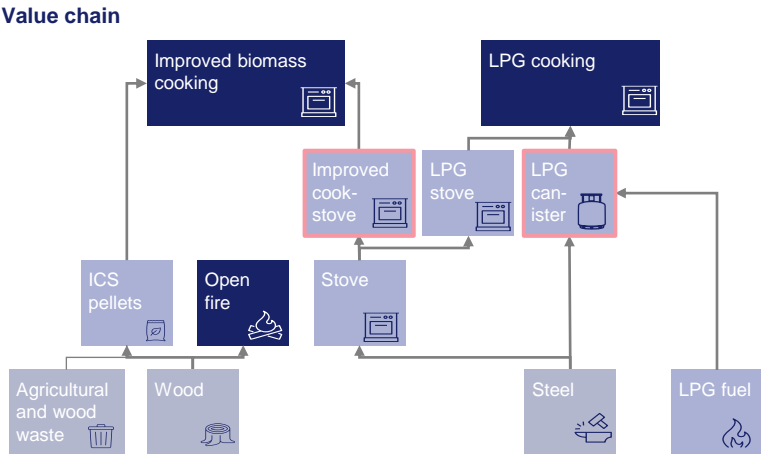 Value chain
Improved biomass
cooking
LPG cooking
Improved
cook-
stove
LPG
stove
LPG
can-
ister
ICS
pellets
Open
fire
Stove
Agricultural
and wood
waste
Wood
Steel
LPG fuel